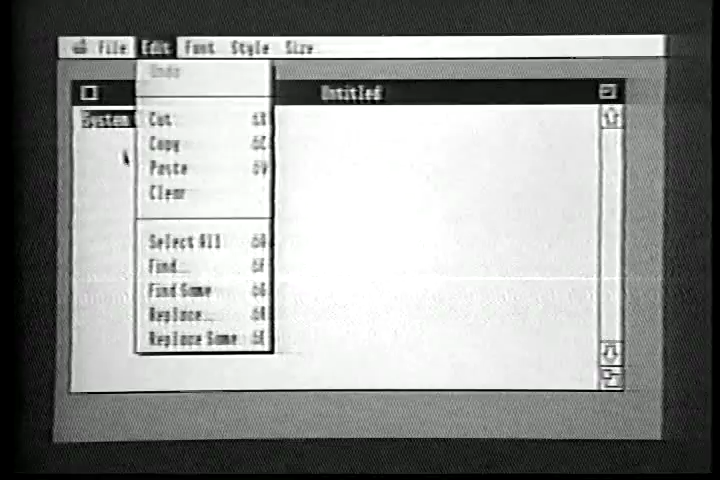 File Edit Font Style Size
Undo
Untitled
System
Cut
Copy
Paste
Clear
Select All
Find...
Find Same
Replace...
Replace Same